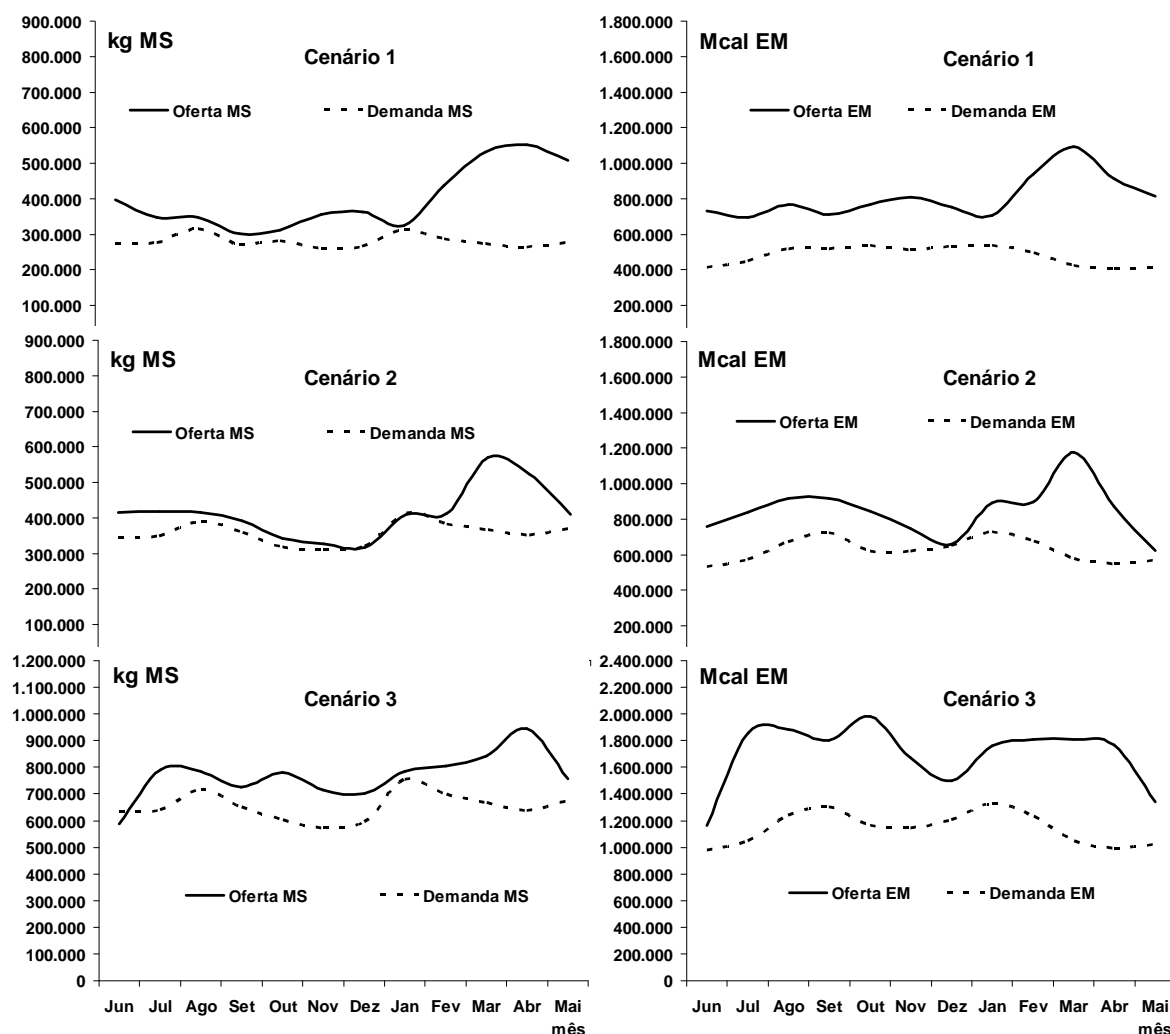 900.000
800.000
700.000
600.000
500.000
400.000
300.000
200.000
100.000
kg MS
Cenário 1
Oferta MS
Demanda MS
1.800.000
1.600.000
1.400.000
1.200.000
1.000.000
800.000
600.000
400.000
200.000
Mcal EM
Cenário 1
Oferta EM
Demanda EM
900.000
800.000
700.000
600.000
500.000
400.000
300.000
200.000
100.000
kg MS
Cenário 2
Oferta MS
Demanda MS
1.800.000
1.600.000
1.400.000
1.200.000
1.000.000
800.000
600.000
400.000
200.000
Mcal EM
Cenário 2
Oferta EM
Demanda EM
1.200.000
1.100.000
1.000.000
900.000
800.000
700.000
600.000
500.000
400.000
300.000
200.000
100.000
0
kg MS
Cenário 3
Oferta MS
Demanda MS
Jun Jul Ago Set Out Nov Dez Jan Fev Mar Abr Mai
mês
2.400.000
2.200.000
2.000.000
1.800.000
1.600.000
1.400.000
1.200.000
1.000.000
800.000
600.000
400.000
200.000
0
Mcal EM
Cenário 3
Oferta EM
Demanda EM
Jun Jul Ago Set Out Nov Dez Jan Fev Mar Abr Mai
mês